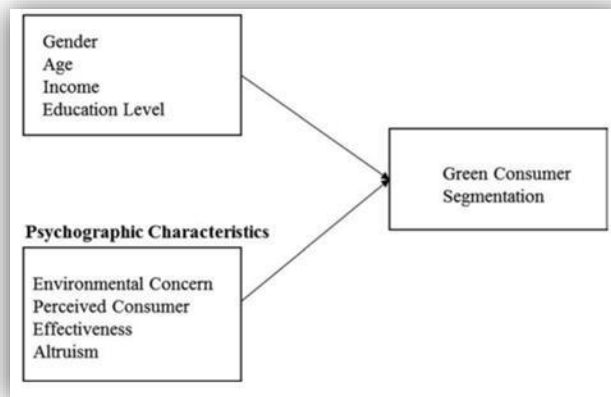 Gender
Age
Income
Education Level
Green Consumer
Segmentation
Psychographic Characteristics
Environmental Concern
Perceived Consumer
Effectiveness
Altruism